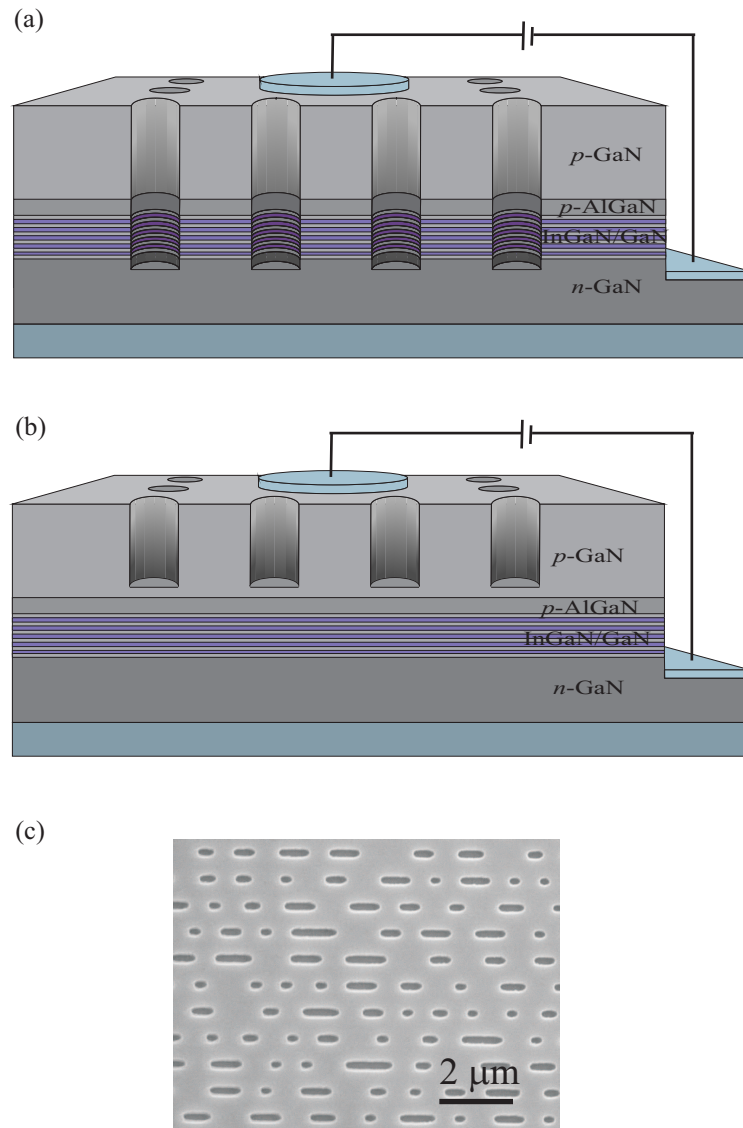 (a)
p-GaN
p-AlGaN
InGaN/GaN
n-GaN
(b)
p-GaN
p-AlGaN
InGaN/GaN
n-GaN
(c)
2 μm